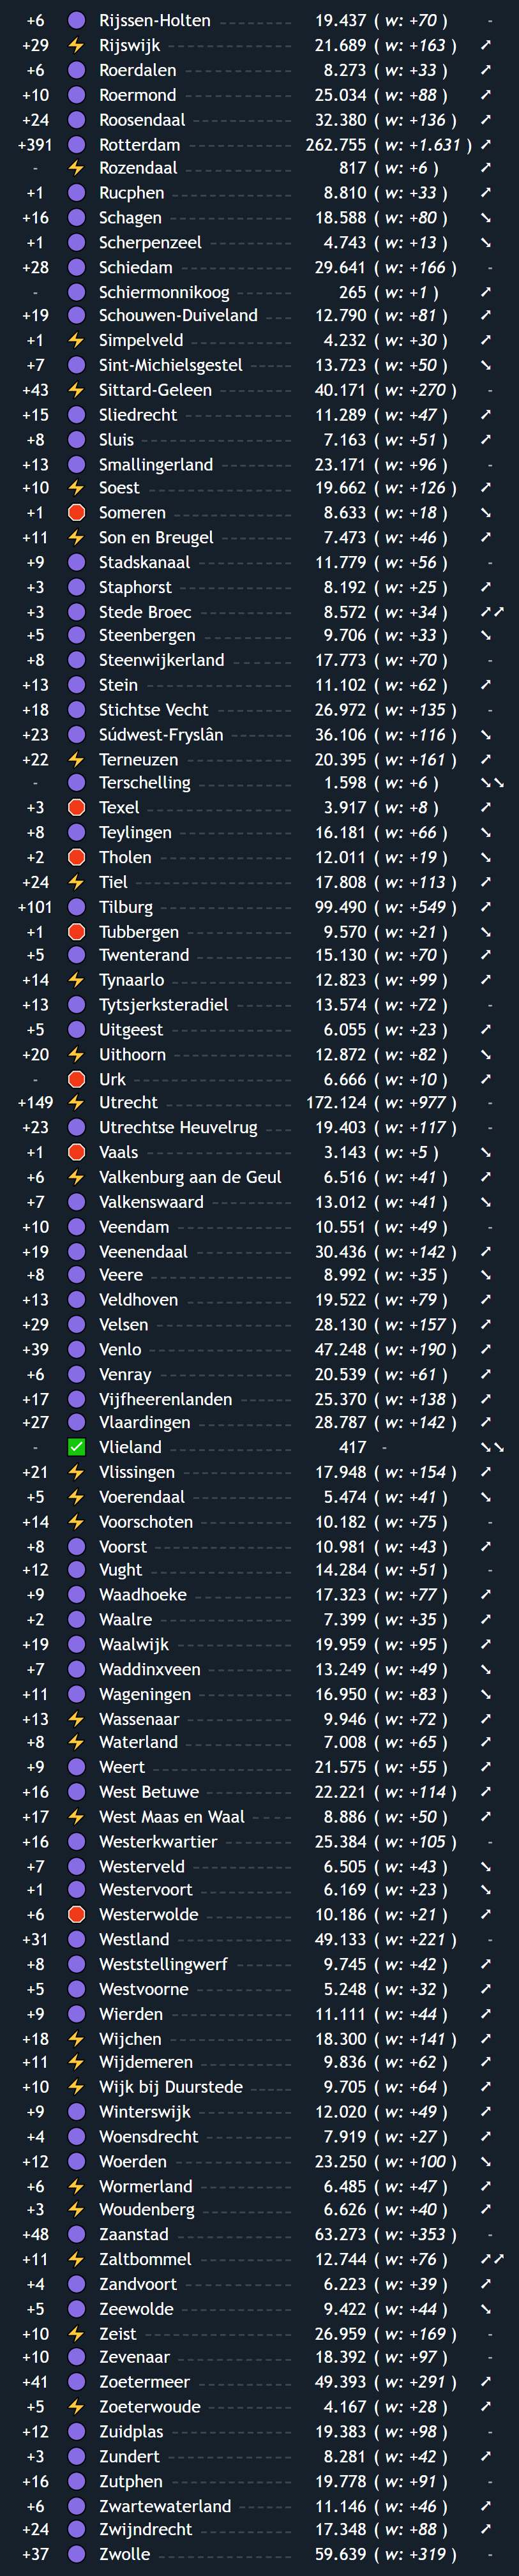 +6 Rijssen-Holten 19.437 ( w: +70 ) -
+29 ⚡ Rijswijk 21.689 ( w: +163 ) ➚
+6 Roerdalen 8.273 ( w: +33 ) ➚
+10 Roermond 25.034 ( w: +88 ) ➚
+24 Roosendaal 32.380 ( w: +136 ) ➚
+391 Rotterdam 262.755 ( w: +1.631 ) ➚
- ⚡ Rozendaal 817 ( w: +6 ) ➚
+1 Rucphen 8.810 ( w: +33 ) ➚
+16 Schagen 18.588 ( w: +80 ) ➘
+1 Scherpenzeel 4.743 ( w: +13 ) ➘
+28 Schiedam 29.641 ( w: +166 ) -
- Schiermonnikoog 265 ( w: +1 ) ➚
+19 Schouwen-Duiveland 12.790 ( w: +81 ) ➚
+1 ⚡ Simpelveld 4.232 ( w: +30 ) ➚
+7 Sint-Michielsgestel 13.723 ( w: +50 ) ➘
+43 ⚡ Sittard-Geleen 40.171 ( w: +270 ) -
+15 Sliedrecht 11.289 ( w: +47 ) ➚
+8 Sluis 7.163 ( w: +51 ) ➚
+13 Smallingerland 23.171 ( w: +96 ) -
+10 ⚡ Soest 19.662 ( w: +126 ) ➚
+1 Someren 8.633 ( w: +18 ) ➘
+11 ⚡ Son en Breugel 7.473 ( w: +46 ) ➚
+9 Stadskanaal 11.779 ( w: +56 ) -
+3 Staphorst 8.192 ( w: +25 ) ➚
+3 Stede Broec 8.572 ( w: +34 ) ➚➚
+5 Steenbergen 9.706 ( w: +33 ) ➘
+8 Steenwijkerland 17.773 ( w: +70 ) -
+13 Stein 11.102 ( w: +62 ) ➚
+18 Stichtse Vecht 26.972 ( w: +135 ) -
+23 Súdwest-Fryslân 36.106 ( w: +116 ) ➘
+22 ⚡ Terneuzen 20.395 ( w: +161 ) ➚
- Terschelling 1.598 ( w: +6 ) ➘➘
+3 Texel 3.917 ( w: +8 ) ➚
+8 Teylingen 16.181 ( w: +66 ) ➘
+2 Tholen 12.011 ( w: +19 ) ➘
+24 ⚡ Tiel 17.808 ( w: +113 ) ➚
+101 Tilburg 99.490 ( w: +549 ) ➚
+1 Tubbergen 9.570 ( w: +21 ) ➘
+5 Twenterand 15.130 ( w: +70 ) ➚
+14 ⚡ Tynaarlo 12.823 ( w: +99 ) ➚
+13 Tytsjerksteradiel 13.574 ( w: +72 ) -
+5 Uitgeest 6.055 ( w: +23 ) ➚
+20 ⚡ Uithoorn 12.872 ( w: +82 ) ➘
- Urk 6.666 ( w: +10 ) ➚
+149 ⚡ Utrecht 172.124 ( w: +977 ) -
+23 Utrechtse Heuvelrug 19.403 ( w: +117 ) -
+1 Vaals 3.143 ( w: +5 ) ➘
+6 ⚡ Valkenburg aan de Geul 6.516 ( w: +41 ) ➚
+7 Valkenswaard 13.012 ( w: +41 ) ➘
+10 Veendam 10.551 ( w: +49 ) -
+19 Veenendaal 30.436 ( w: +142 ) ➚
+8 Veere 8.992 ( w: +35 ) ➘
+13 Veldhoven 19.522 ( w: +79 ) ➚
+29 Velsen 28.130 ( w: +157 ) ➚
+39 Venlo 47.248 ( w: +190 ) ➚
+6 Venray 20.539 ( w: +61 ) ➚
+17 Vijfheerenlanden 25.370 ( w: +138 ) ➚
+27 Vlaardingen 28.787 ( w: +142 ) ➚
- ✅ Vlieland 417 - ➘➘
+21 ⚡ Vlissingen 17.948 ( w: +154 ) ➚
+5 ⚡ Voerendaal 5.474 ( w: +41 ) ➘
+14 ⚡ Voorschoten 10.182 ( w: +75 ) -
+8 Voorst 10.981 ( w: +43 ) ➚
+12 Vught 14.284 ( w: +51 ) -
+9 Waadhoeke 17.323 ( w: +77 ) ➚
+2 Waalre 7.399 ( w: +35 ) ➚
+19 Waalwijk 19.959 ( w: +95 ) ➚
+7 Waddinxveen 13.249 ( w: +49 ) ➘
+11 Wageningen 16.950 ( w: +83 ) ➘
+13 ⚡ Wassenaar 9.946 ( w: +72 ) ➚
+8 ⚡ Waterland 7.008 ( w: +65 ) ➚
+9 Weert 21.575 ( w: +55 ) ➚
+16 West Betuwe 22.221 ( w: +114 ) ➚
+17 ⚡ West Maas en Waal 8.886 ( w: +50 ) ➚
+16 Westerkwartier 25.384 ( w: +105 ) -
+7 Westerveld 6.505 ( w: +43 ) ➘
+1 Westervoort 6.169 ( w: +23 ) ➘
+6 Westerwolde 10.186 ( w: +21 ) ➚
+31 Westland 49.133 ( w: +221 ) -
+8 Weststellingwerf 9.745 ( w: +42 ) ➚
+5 Westvoorne 5.248 ( w: +32 ) ➚
+9 Wierden 11.111 ( w: +44 ) ➚
+18 ⚡ Wijchen 18.300 ( w: +141 ) ➚
+11 ⚡ Wijdemeren 9.836 ( w: +62 ) ➚
+10 ⚡ Wijk bij Duurstede 9.705 ( w: +64 ) ➚
+9 Winterswijk 12.020 ( w: +49 ) ➚
+4 Woensdrecht 7.919 ( w: +27 ) ➚
+12 Woerden 23.250 ( w: +100 ) ➘
+6 ⚡ Wormerland 6.485 ( w: +47 ) ➚
+3 ⚡ Woudenberg 6.626 ( w: +40 ) ➚
+48 Zaanstad 63.273 ( w: +353 ) -
+11 ⚡ Zaltbommel 12.744 ( w: +76 ) ➚➚
+4 Zandvoort 6.223 ( w: +39 ) ➚
+5 Zeewolde 9.422 ( w: +44 ) ➘
+10 ⚡ Zeist 26.959 ( w: +169 ) -
+10 Zevenaar 18.392 ( w: +97 ) -
+41 Zoetermeer 49.393 ( w: +291 ) ➚
+5 ⚡ Zoeterwoude 4.167 ( w: +28 ) ➚
+12 Zuidplas 19.383 ( w: +98 ) -
+3 Zundert 8.281 ( w: +42 ) ➚
+16 Zutphen 19.778 ( w: +91 ) -
+6 Zwartewaterland 11.146 ( w: +46 ) ➚
+24 Zwijndrecht 17.348 ( w: +88 ) ➚
+37 Zwolle 59.639 ( w: +319 ) -